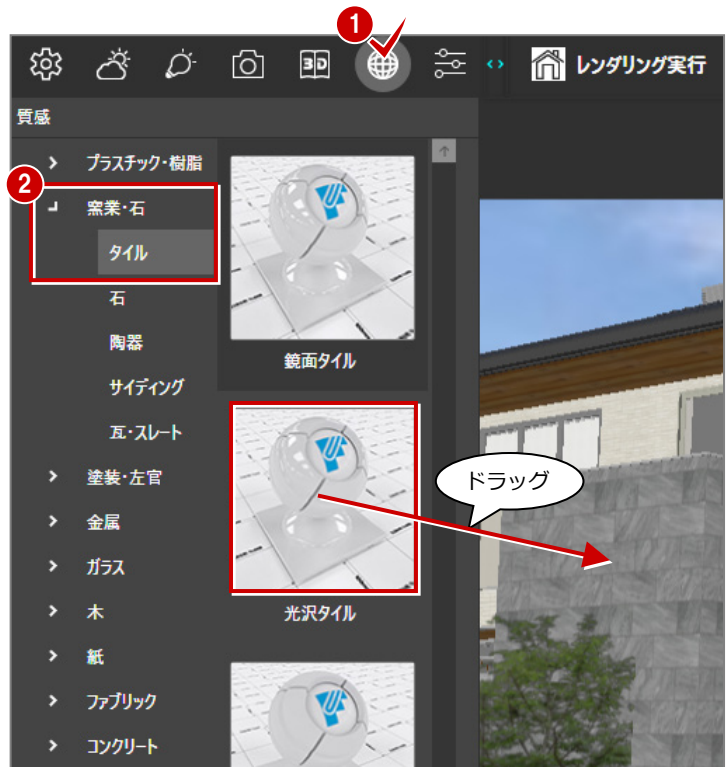 1
3D
レンダリング実行
質感
プラスチック・樹脂
2
窯業・石
タイル
石
陶器
サイディング
瓦・スレート
塗装・左官
金属
ガラス
木
紙
ファブリック
コンクリート
鏡面タイル
ドラッグ
光沢タイル